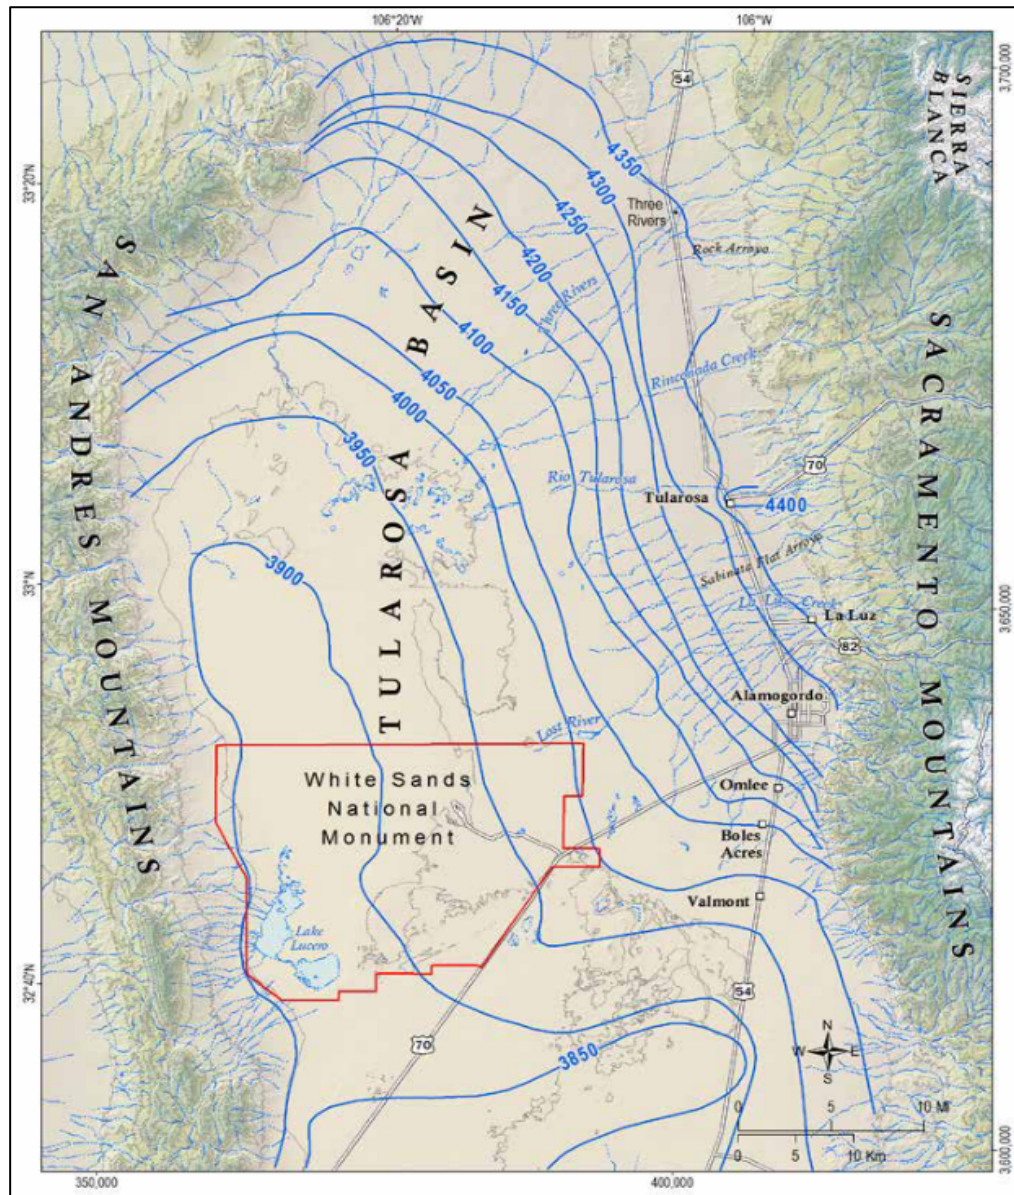 106°20'W
106°W
3,700,000
54
SIERRA
BLANCA
33°20'N
4350
4300
Three
Rivers
4250
4200
Rock Arroyo
4150
Three Rivers
4100
SAN ANDRES MOUNTAINS
TULAROSA BASIN
SACRAMENTO MOUNTAINS
4050
Rinconada Creek
4000
3950
70
Rio Tularosa
Tularosa
4400
Sabinata Flat Arroyo
3900
33°N
3,650,000
La Luz Creek
La Luz
82
Alamogordo
Lost River
White Sands
National
Monument
Omlee
Boles
Acres
Valmont
Lake
Lucero
32°40'N
54
70
3850
N
W
E
S
0
5
10 MI
0
5
10 Km
3,600,000
350,000
400,000